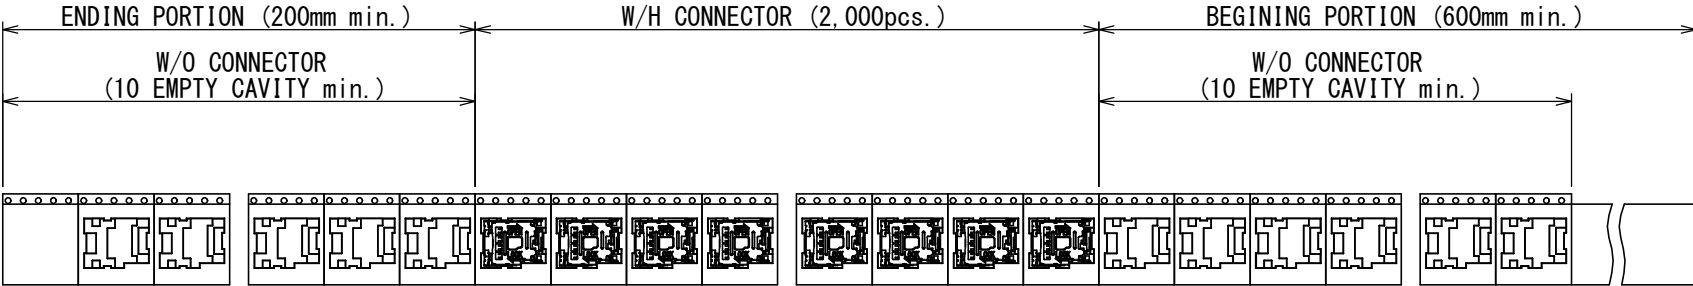 ENDING PORTION (200mm min.)
W/H CONNECTOR (2,000pcs.)
BEGINING PORTION (600mm min.)
W/O CONNECTOR
(10 EMPTY CAVITY min.)
W/O CONNECTOR
(10 EMPTY CAVITY min.)